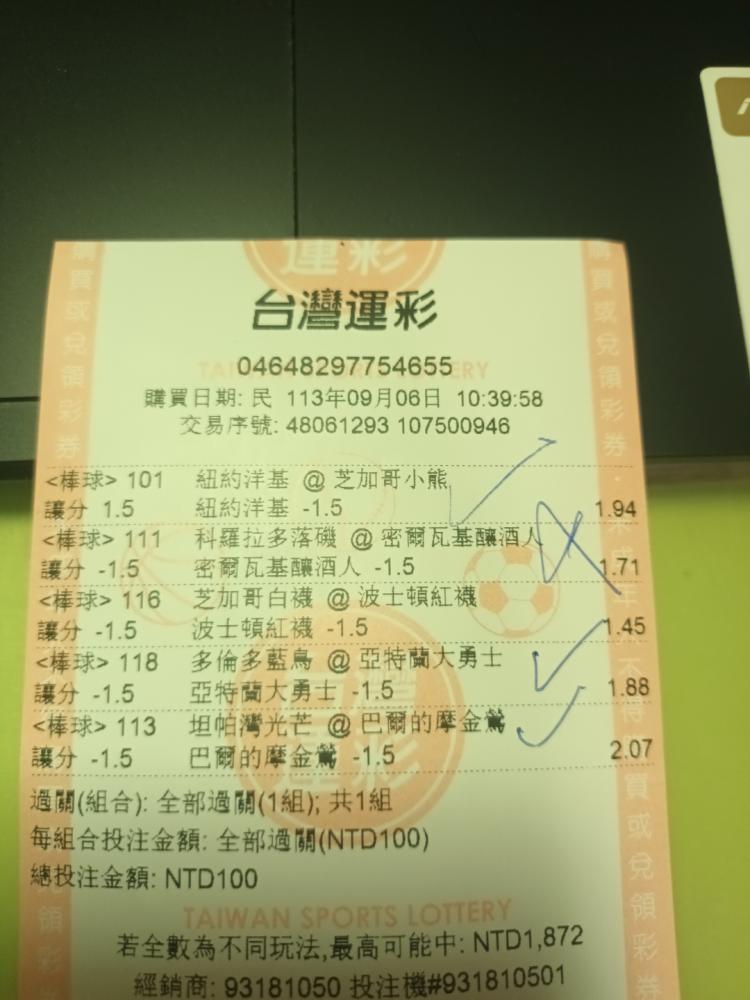 運彩
台灣運彩
TAIWAN SPORTS LOTTERY
04648297754655
購買日期: 民 113年09月06日 10:39:58
交易序號: 48061293 107500946
<棒球> 101 紐約洋基 @ 芝加哥小熊
讓分 1.5 紐約洋基 -1.5 1.94
<棒球> 111 科羅拉多落磯 @ 密爾瓦基釀酒人
讓分 -1.5 密爾瓦基釀酒人 -1.5 1.71
<棒球> 116 芝加哥白襪 @ 波士頓紅襪
讓分 -1.5 波士頓紅襪 -1.5 1.45
<棒球> 118 多倫多藍鳥 @ 亞特蘭大勇士
讓分 -1.5 亞特蘭大勇士 -1.5 1.88
<棒球> 113 坦帕灣光芒 @ 巴爾的摩金鶯
讓分 -1.5 巴爾的摩金鶯 -1.5 2.07
過關(組合): 全部過關(1組); 共1組
每組合投注金額: 全部過關(NTD100)
總投注金額: NTD100
TAIWAN SPORTS LOTTERY
若全數為不同玩法,最高可能中: NTD1,872
經銷商: 93181050 投注機#931810501
購買或兌領彩券